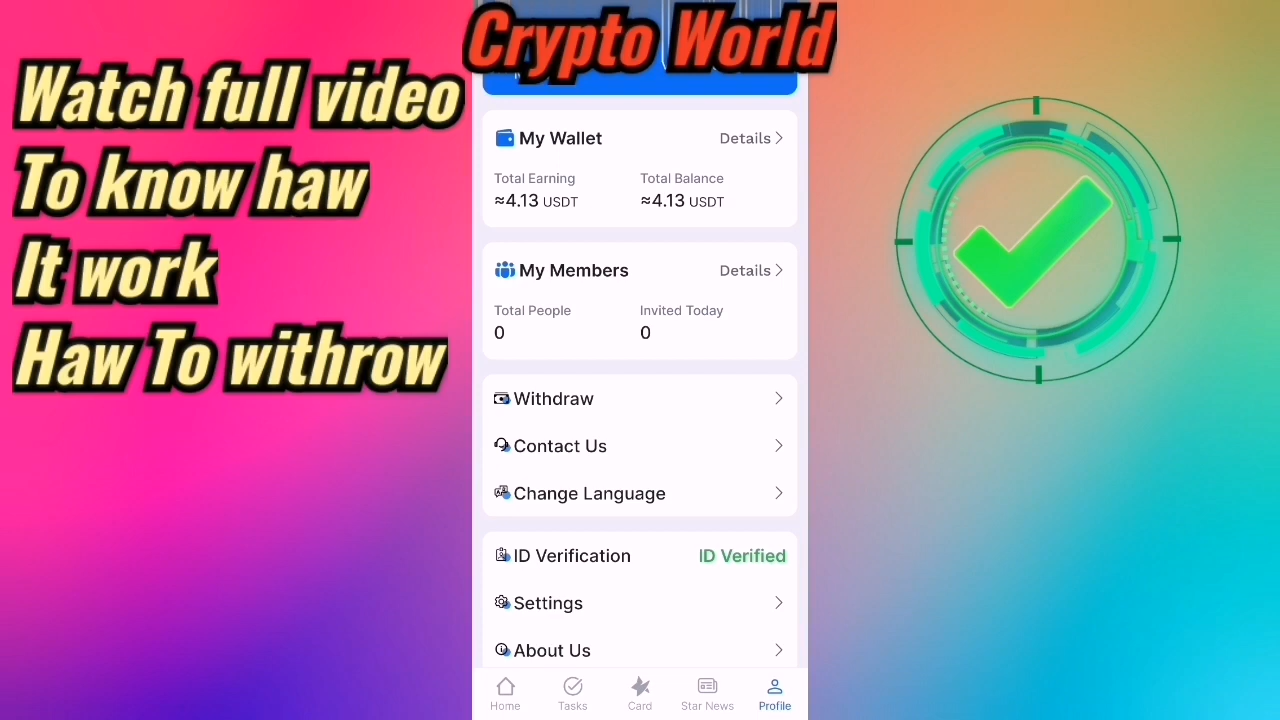 Crypto World
Watch full video
To know haw
It work
Haw To withrow
My Wallet
Details
Total Earning
Total Balance
≈4.13 USDT
≈4.13 USDT
My Members
Details
Total People
Invited Today
0
0
Withdraw
Contact Us
Change Language
ID Verification
ID Verified
Settings
About Us
Home
Tasks
Card
Star News
Profile